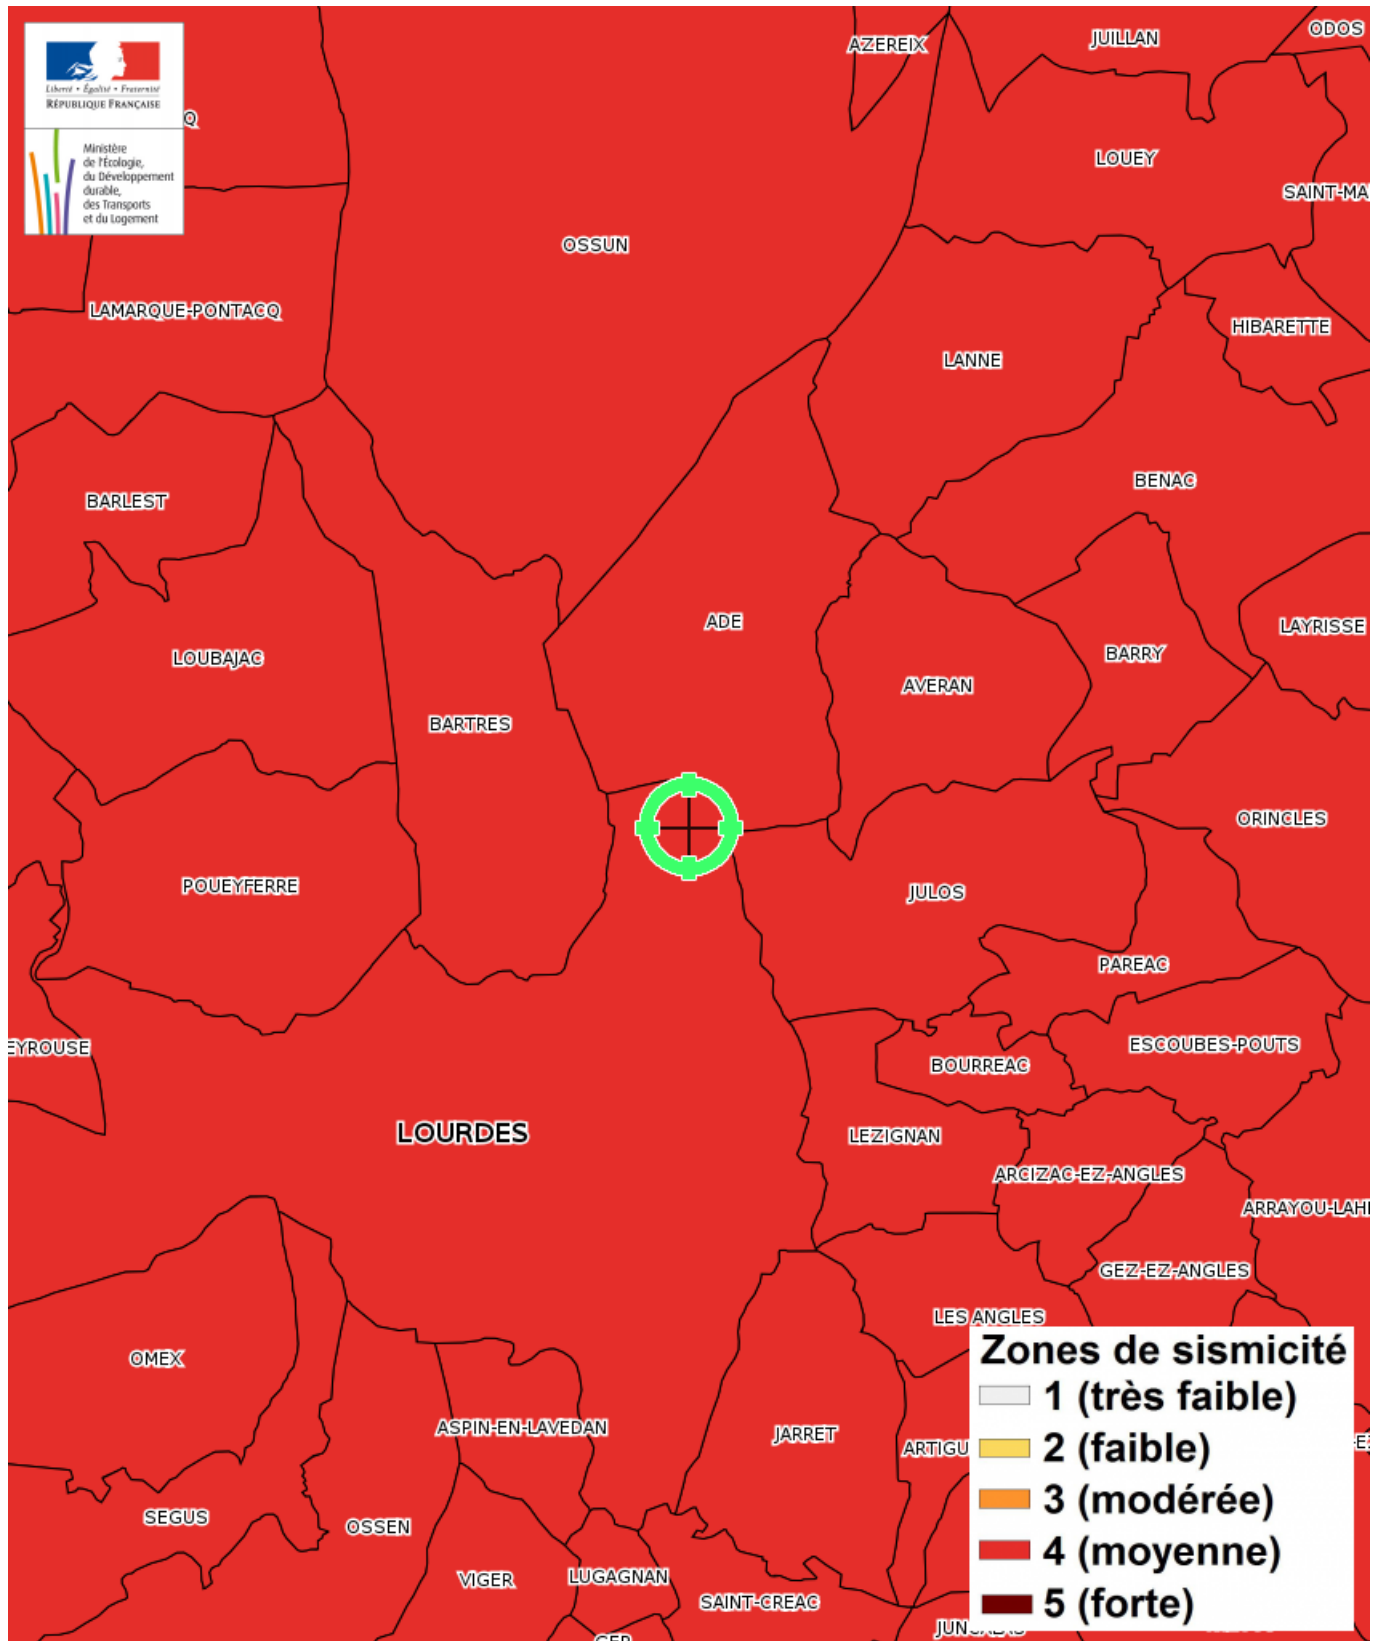 Liberté • Égalité • Fraternité
RÉPUBLIQUE FRANÇAISE
Ministère
de l'Écologie,
du Développement
durable,
des Transports
et du Logement
Q
AZEREIX
JUILLAN
ODOS
LOUEY
SAINT-MA
OSSUN
LAMARQUE-PONTACQ
HIBARETTE
LANNE
BENAC
BARLEST
ADE
LAYRISSE
BARRY
LOUBAJAC
AVERAN
BARTRES
ORINCLES
POUEYFERRE
JULOS
PAREAC
EYROUSE
ESCOUBES-POUTS
BOURREAC
LOURDES
LEZIGNAN
ARCIZAC-EZ-ANGLES
ARRAYOU-LAH
GEZ-EZ-ANGLES
LES ANGLES
OMEX
ASPIN-EN-LAVEDAN
JARRET
ARTIGU
SEGUS
OSSEN
VIGER
LUGAGNAN
SAINT-CREAC
Zones de sismicité
1 (très faible)
2 (faible)
3 (modérée)
4 (moyenne)
5 (forte)